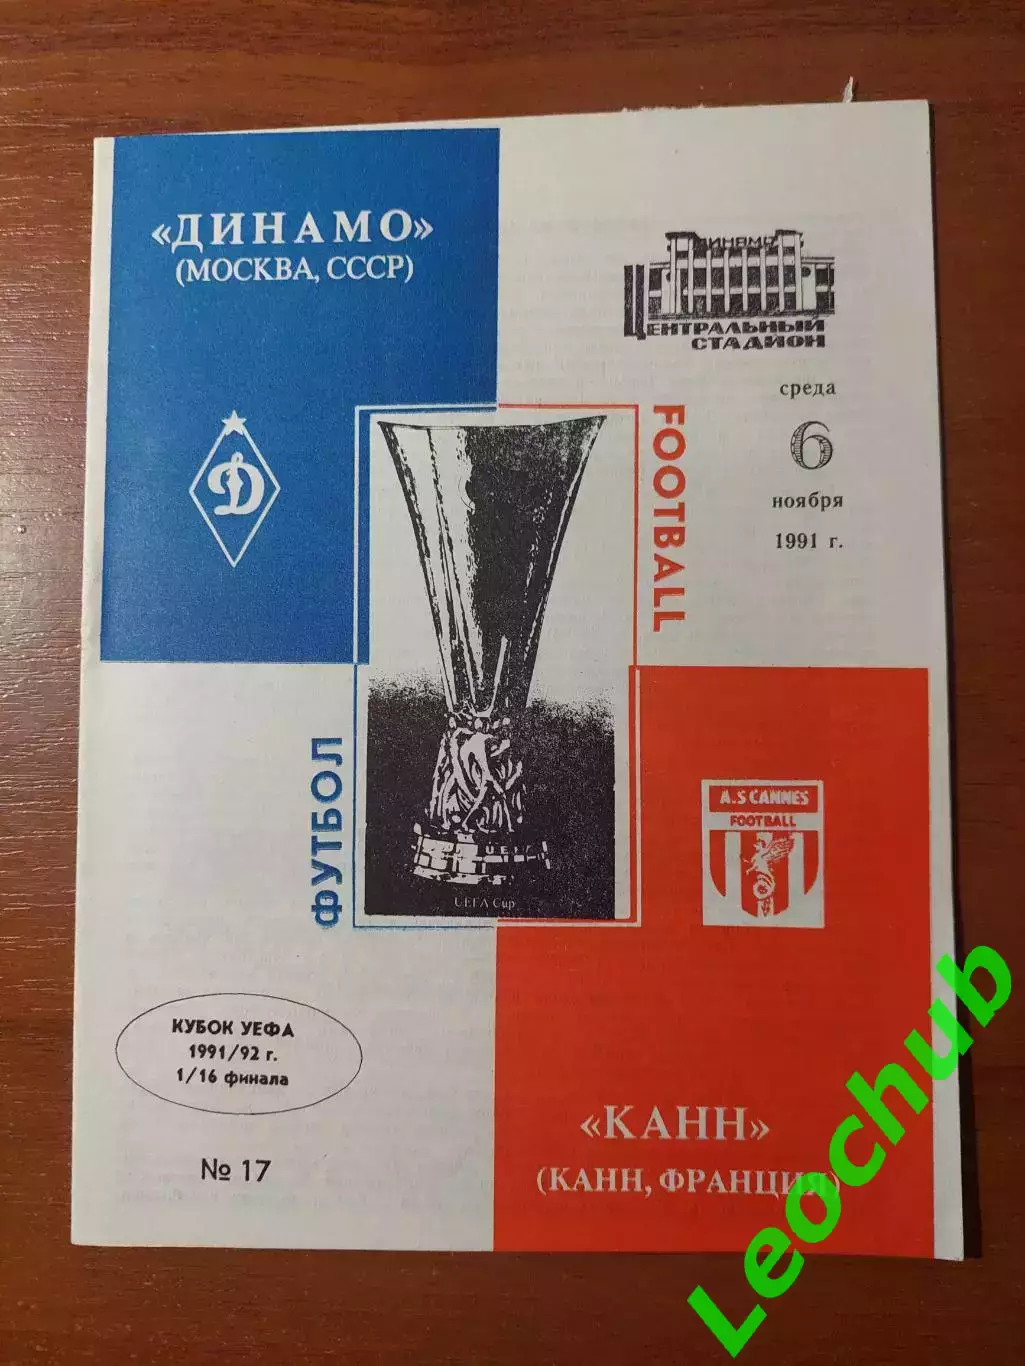 «ДИНАМО»
(МОСКВА, СССР)
ДИНАМО
ЦЕНТРАЛЬНЫЙ
СТАДИОН
среда
6
ноября
1991 г.
FOOTBALL
Д
ФУТБОЛ
UEFA
UEFA Cup
A.S CANNES
FOOTBALL
КУБОК УЕФА
1991/92 г.
1/16 финала
№ 17
«КАНН»
(КАНН, ФРАНЦИЯ)
Leochub